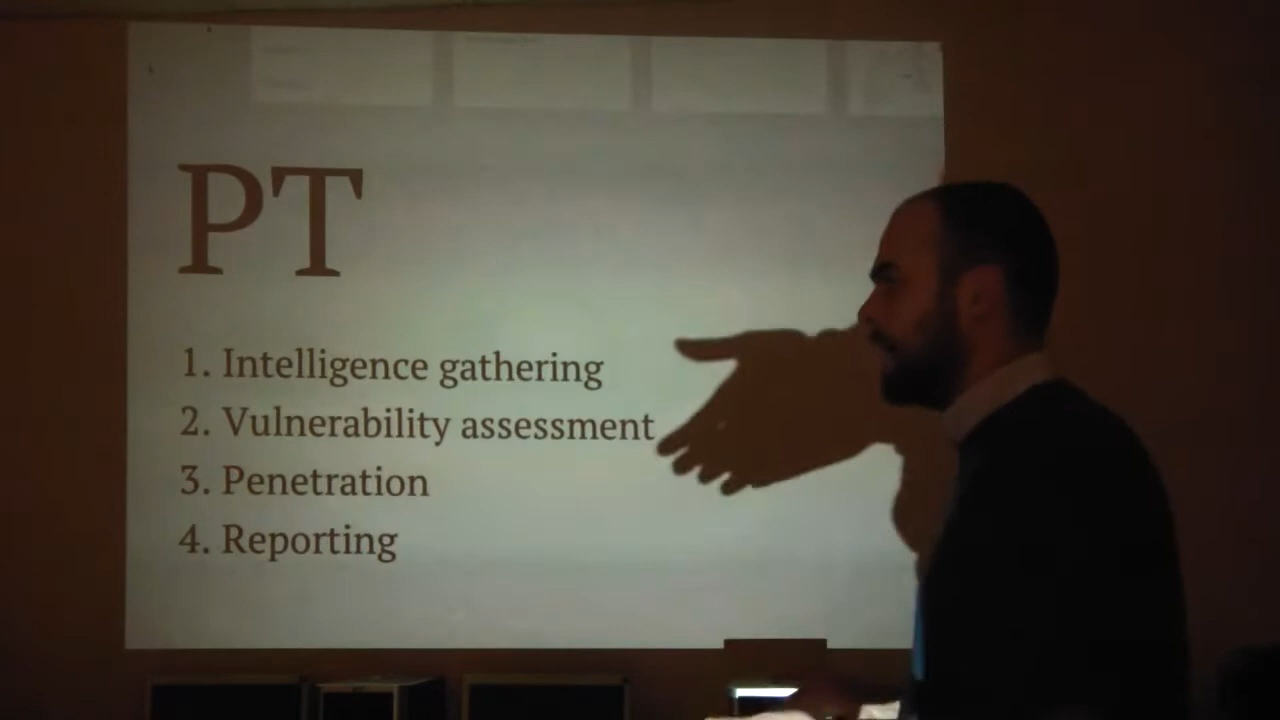 PT
1. Intelligence gathering
2. Vulnerability assessment
3. Penetration
4. Reporting